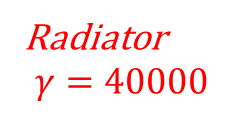 Radiator
γ = 40000